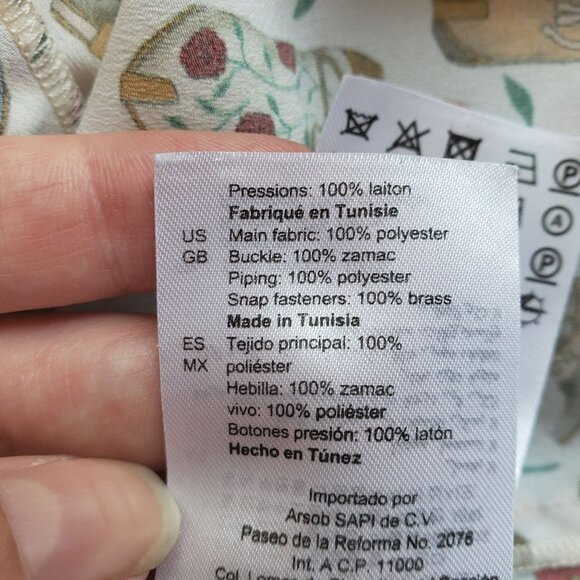 Pressions: 100% laiton
Fabriqué en Tunisie
US Main fabric: 100% polyester
GB Buckle: 100% zamac
Piping: 100% polyester
Snap fasteners: 100% brass
Made in Tunisia
ES Tejido principal: 100%
MX poliéster
Hebilla: 100% zamac
vivo: 100% poliéster
Botones presión: 100% latón
Hecho en Túnez
Importado por
Arsob SAPI de C.V.
Paseo de la Reforma No. 2076
Int. A C.P. 11000
Col.
P
A
P